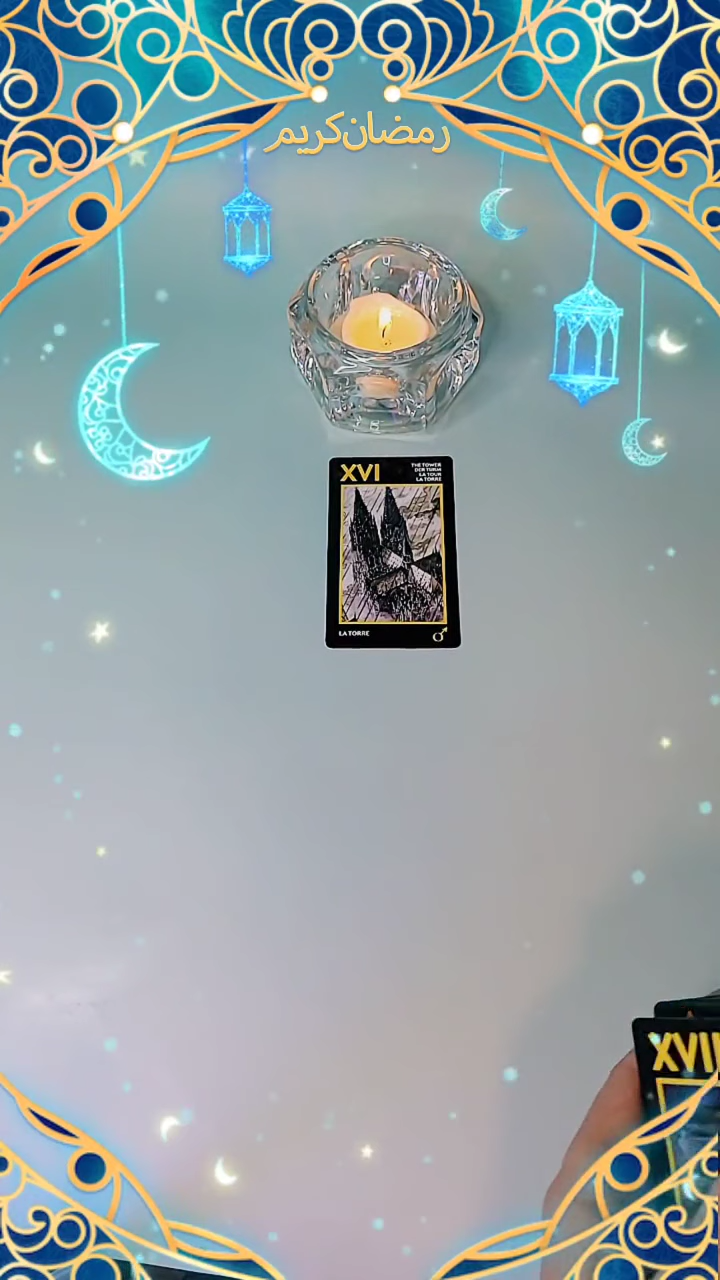 رمضان كريم
XVI
THE TOWER
DER TURM
LA TOUR
LA TORRE
LA TORRE
XVII